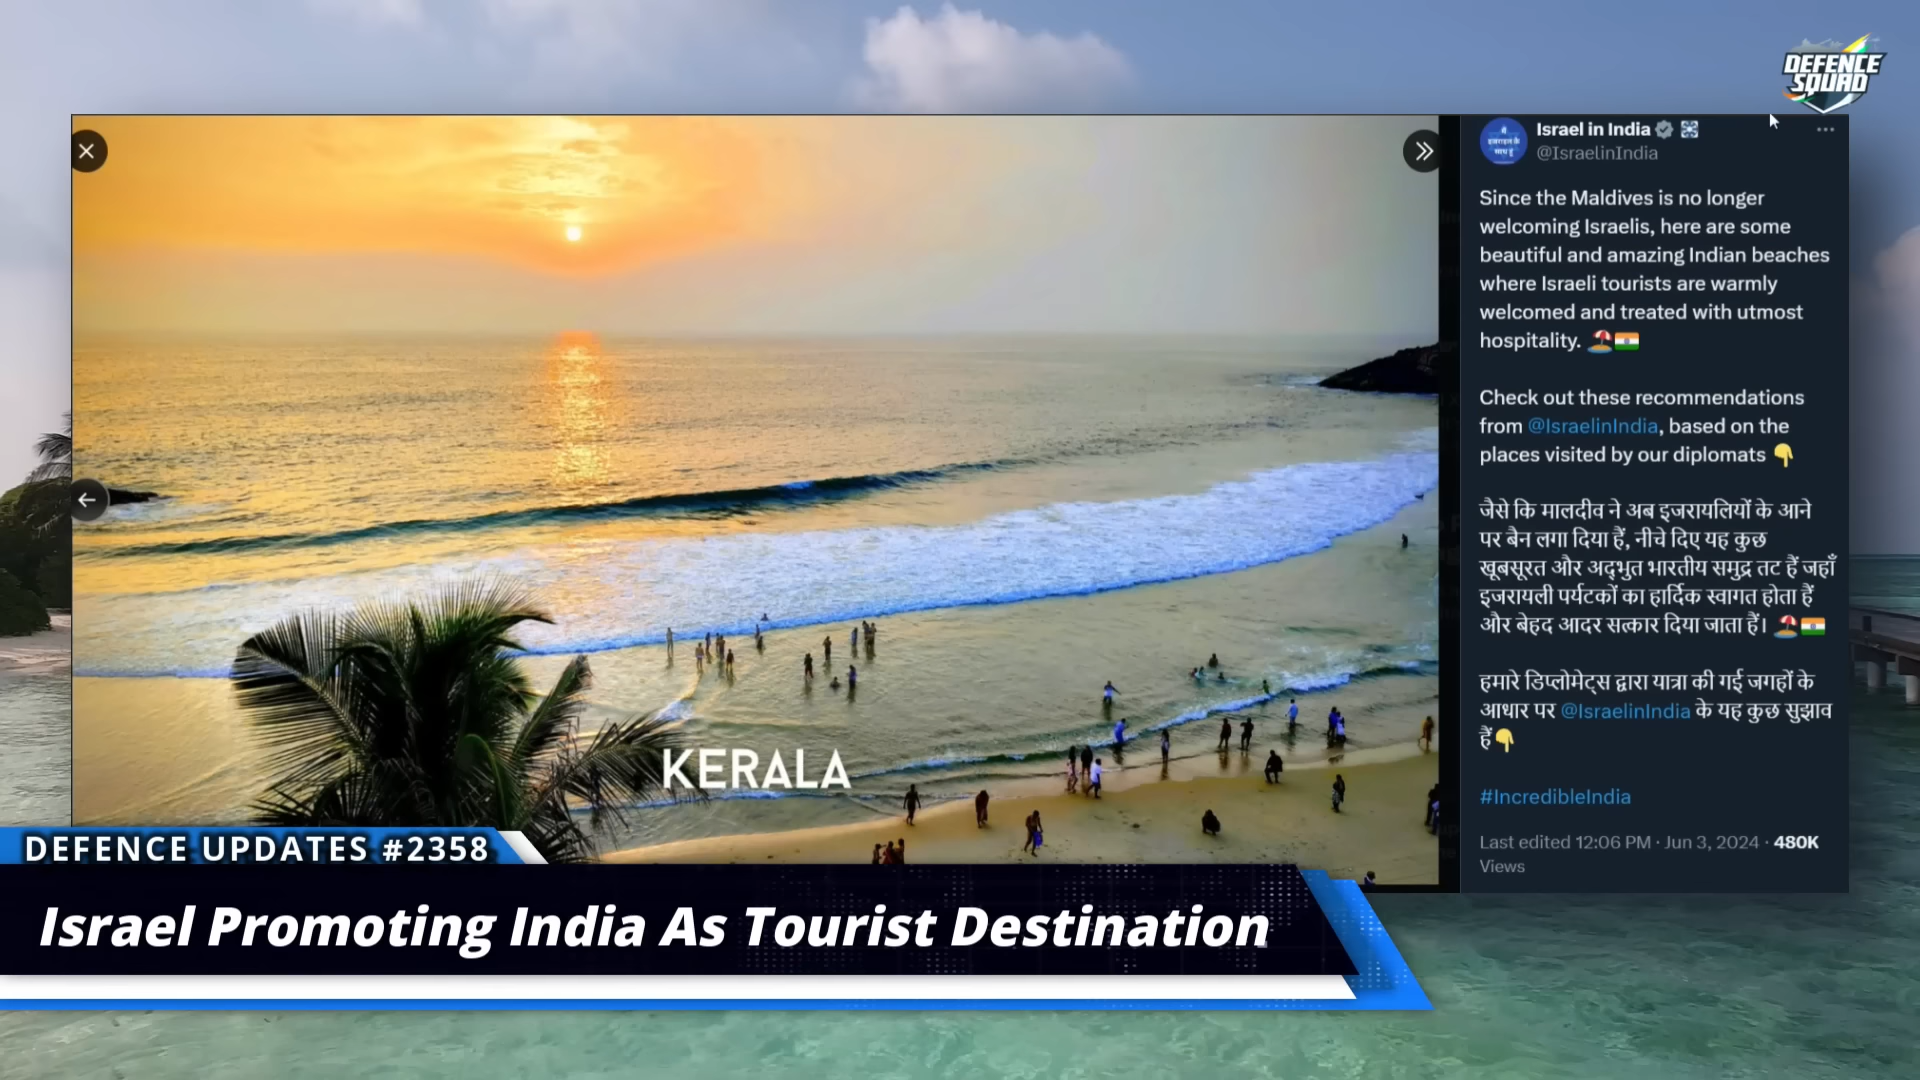 DEFENCE
SQUAD
Israel in India
@IsraelinIndia
Since the Maldives is no longer
welcoming Israelis, here are some
beautiful and amazing Indian beaches
where Israeli tourists are warmly
welcomed and treated with utmost
hospitality. 🏖️🇮🇳
Check out these recommendations
from @IsraelinIndia, based on the
places visited by our diplomats 👇
जैसे कि मालदीव ने अब इजरायलियों के आने
पर बैन लगा दिया हैं, नीचे दिए यह कुछ
खूबसूरत और अद्भुत भारतीय समुद्र तट हैं जहाँ
इजरायली पर्यटकों का हार्दिक स्वागत होता हैं
और बेहद आदर सत्कार दिया जाता हैं। 🏖️🇮🇳
हमारे डिप्लोमेट्स द्वारा यात्रा की गई जगहों के
आधार पर @IsraelinIndia के यह कुछ सुझाव
हैं👇
#IncredibleIndia
Last edited 12:06 PM · Jun 3, 2024 · 480K
Views
KERALA
DEFENCE UPDATES #2358
Israel Promoting India As Tourist Destination